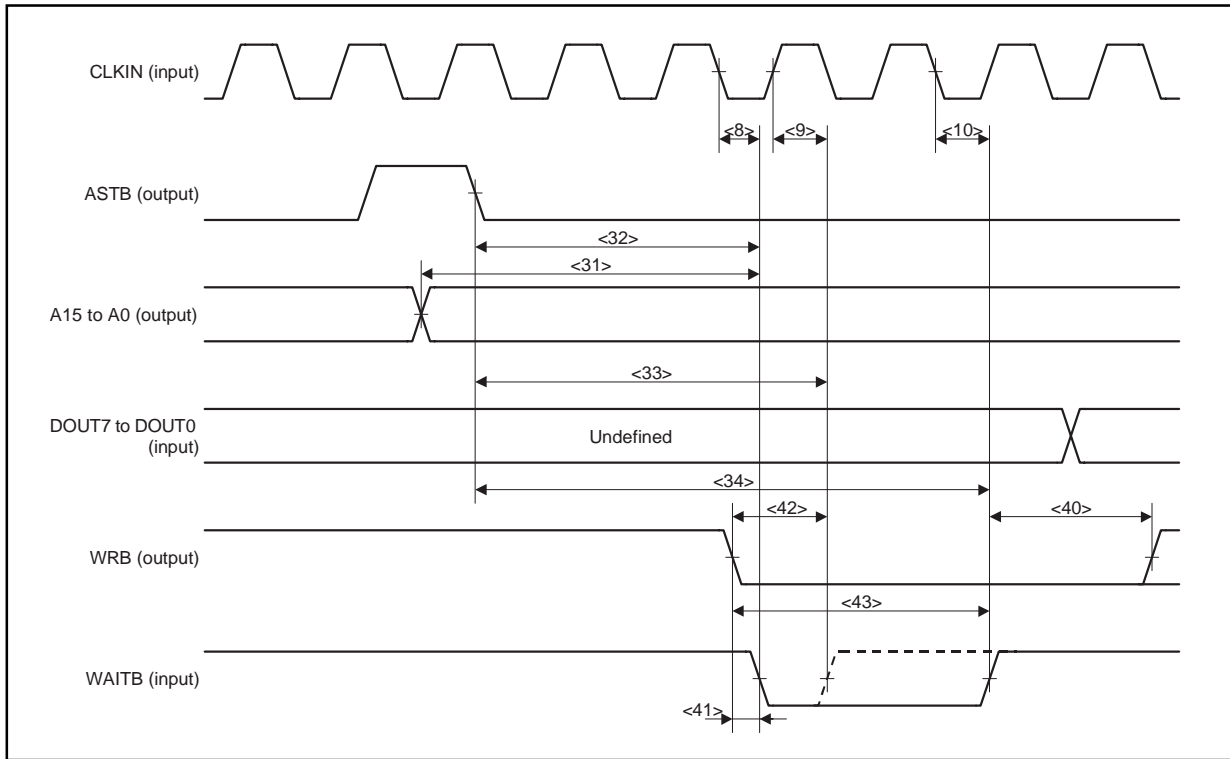 CLKIN (input)
<8>
<9>
<10>
ASTB (output)
<32>
<31>
A15 to A0 (output)
<33>
DOUT7 to DOUT0
(input)
Undefined
<34>
<42>
<40>
WRB (output)
<43>
WAITB (input)
<41>